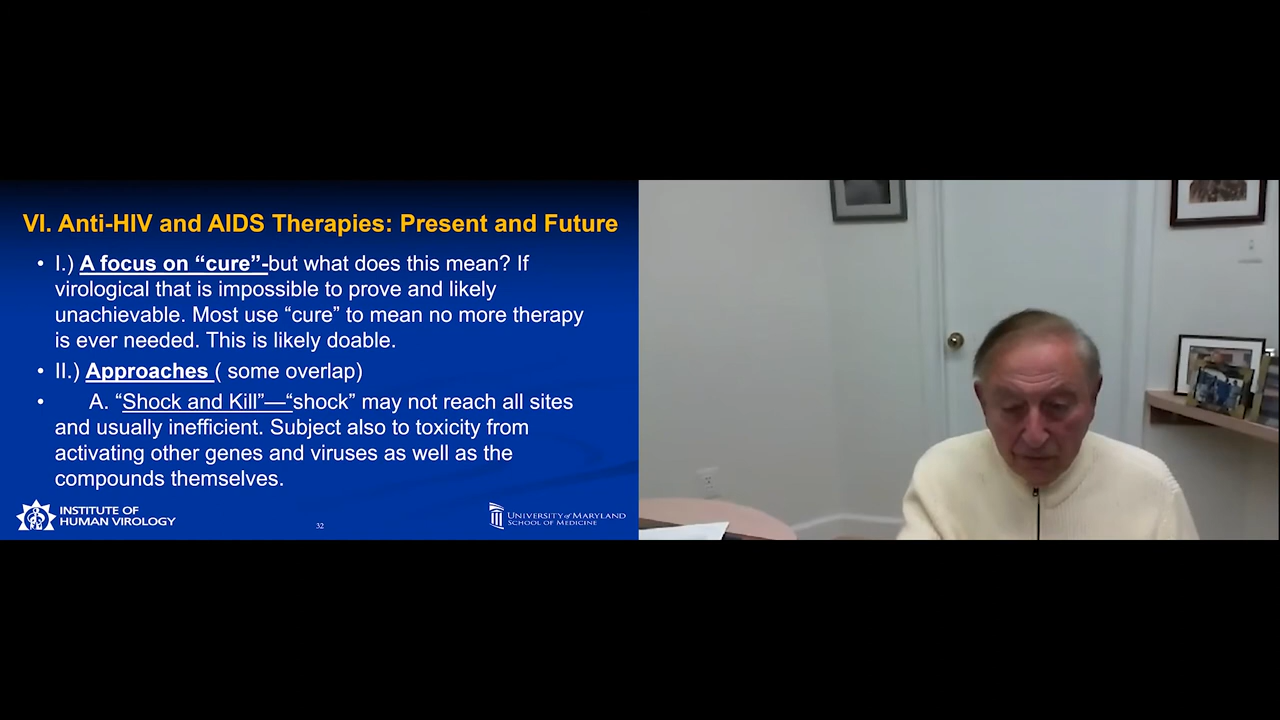 VI. Anti-HIV and AIDS Therapies: Present and Future
• I.) A focus on “cure”-but what does this mean? If
virological that is impossible to prove and likely
unachievable. Most use “cure” to mean no more therapy
is ever needed. This is likely doable.
• II.) Approaches ( some overlap)
• A. “Shock and Kill”—“shock” may not reach all sites
and usually inefficient. Subject also to toxicity from
activating other genes and viruses as well as the
compounds themselves.
INSTITUTE OF
HUMAN VIROLOGY
32
UNIVERSITY of MARYLAND
SCHOOL OF MEDICINE